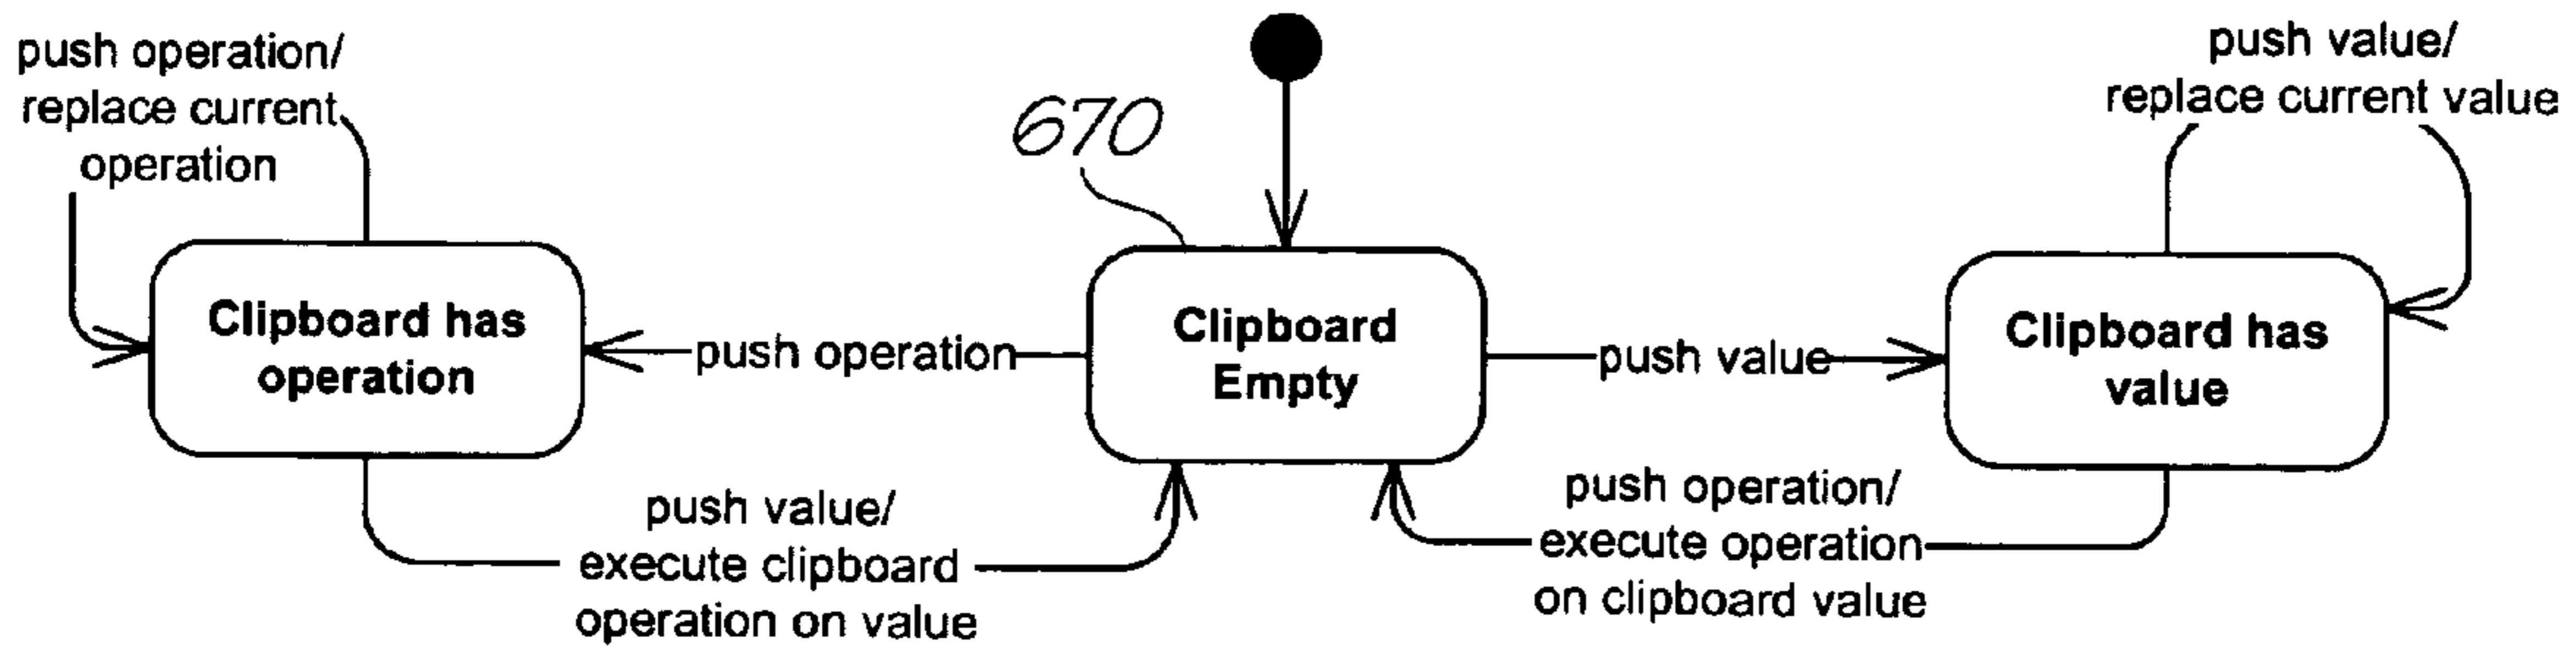 push operation/
replace current
operation
670
push value/
replace current value
Clipboard has
operation
push operation
Clipboard
Empty
push value
Clipboard has
value
push value/
execute clipboard
operation on value
push operation/
execute operation
on clipboard value